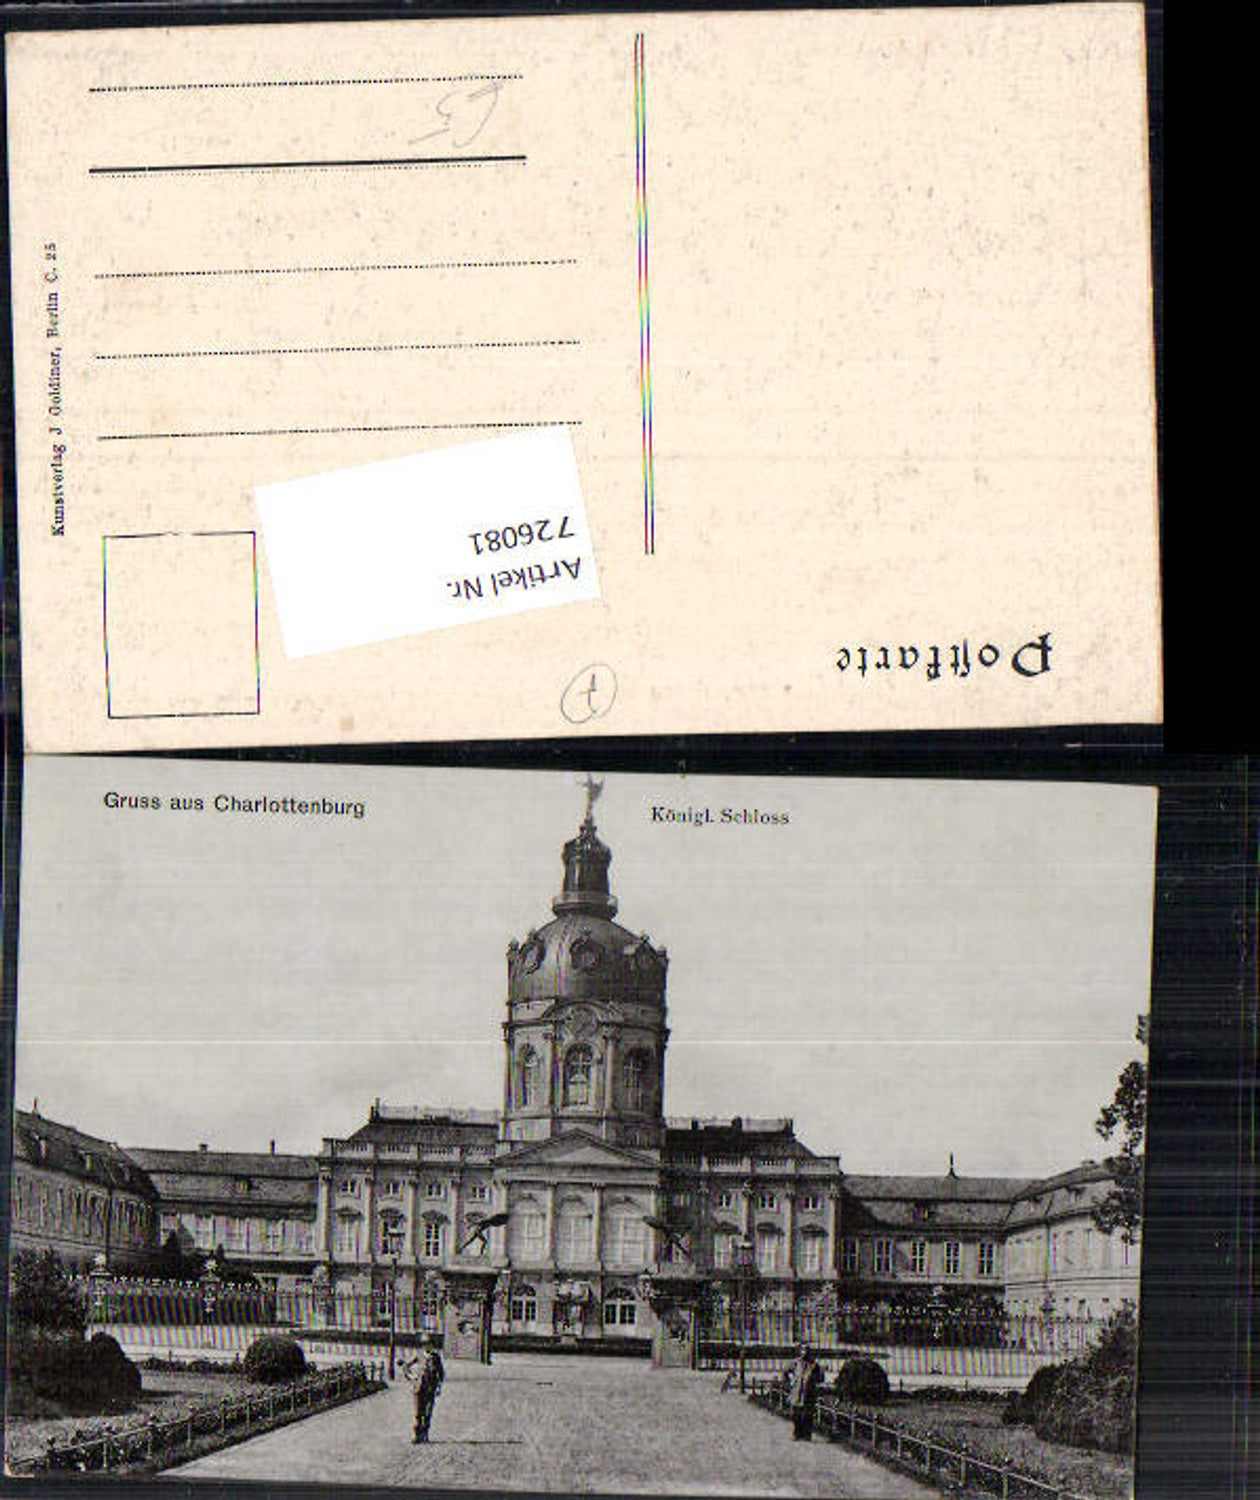 Kunstverlag J Goldiner, Berlin C. 25
Artikel Nr.
726081
Postkarte
Gruss aus Charlottenburg
Königl. Schloss